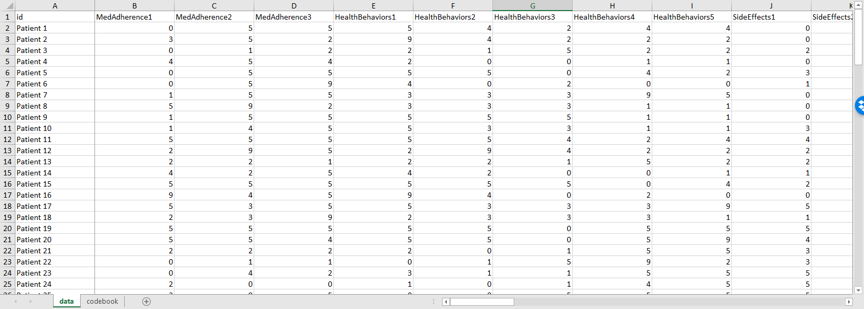 A B C D E F G H I J K
1 id MedAdherence1 MedAdherence2 MedAdherence3 HealthBehaviors1 HealthBehaviors2 HealthBehaviors3 HealthBehaviors4 HealthBehaviors5 SideEffects1 SideEffects2
2 Patient 1 0 5 5 5 4 2 4 4 0
3 Patient 2 3 5 2 9 4 2 2 2 0
4 Patient 3 0 1 2 2 1 5 2 2 2
5 Patient 4 4 5 4 2 0 0 1 1 0
6 Patient 5 0 5 5 5 5 0 4 2 3
7 Patient 6 0 5 9 4 0 2 0 0 1
8 Patient 7 1 5 5 3 3 3 9 5 0
9 Patient 8 5 9 2 3 3 3 1 1 0
10 Patient 9 1 5 5 5 5 5 1 1 0
11 Patient 10 1 4 5 5 3 3 1 1 3
12 Patient 11 5 5 5 5 5 4 2 4 4
13 Patient 12 2 9 5 2 9 4 2 2 2
14 Patient 13 2 2 1 2 2 1 5 2 2
15 Patient 14 4 2 5 4 2 0 0 1 1
16 Patient 15 5 5 5 5 5 5 0 4 2
17 Patient 16 9 4 5 9 4 0 2 0 0
18 Patient 17 5 3 5 5 3 3 3 9 5
19 Patient 18 2 3 9 2 3 3 3 1 1
20 Patient 19 5 5 5 5 5 5 5 5 5
21 Patient 20 5 5 4 5 5 0 5 9 4
22 Patient 21 2 2 2 2 0 1 5 5 3
23 Patient 22 0 1 1 0 1 5 9 2 3
24 Patient 23 0 4 2 3 1 1 5 5 5
25 Patient 24 2 0 0 1 0 1 4 5 5
data codebook